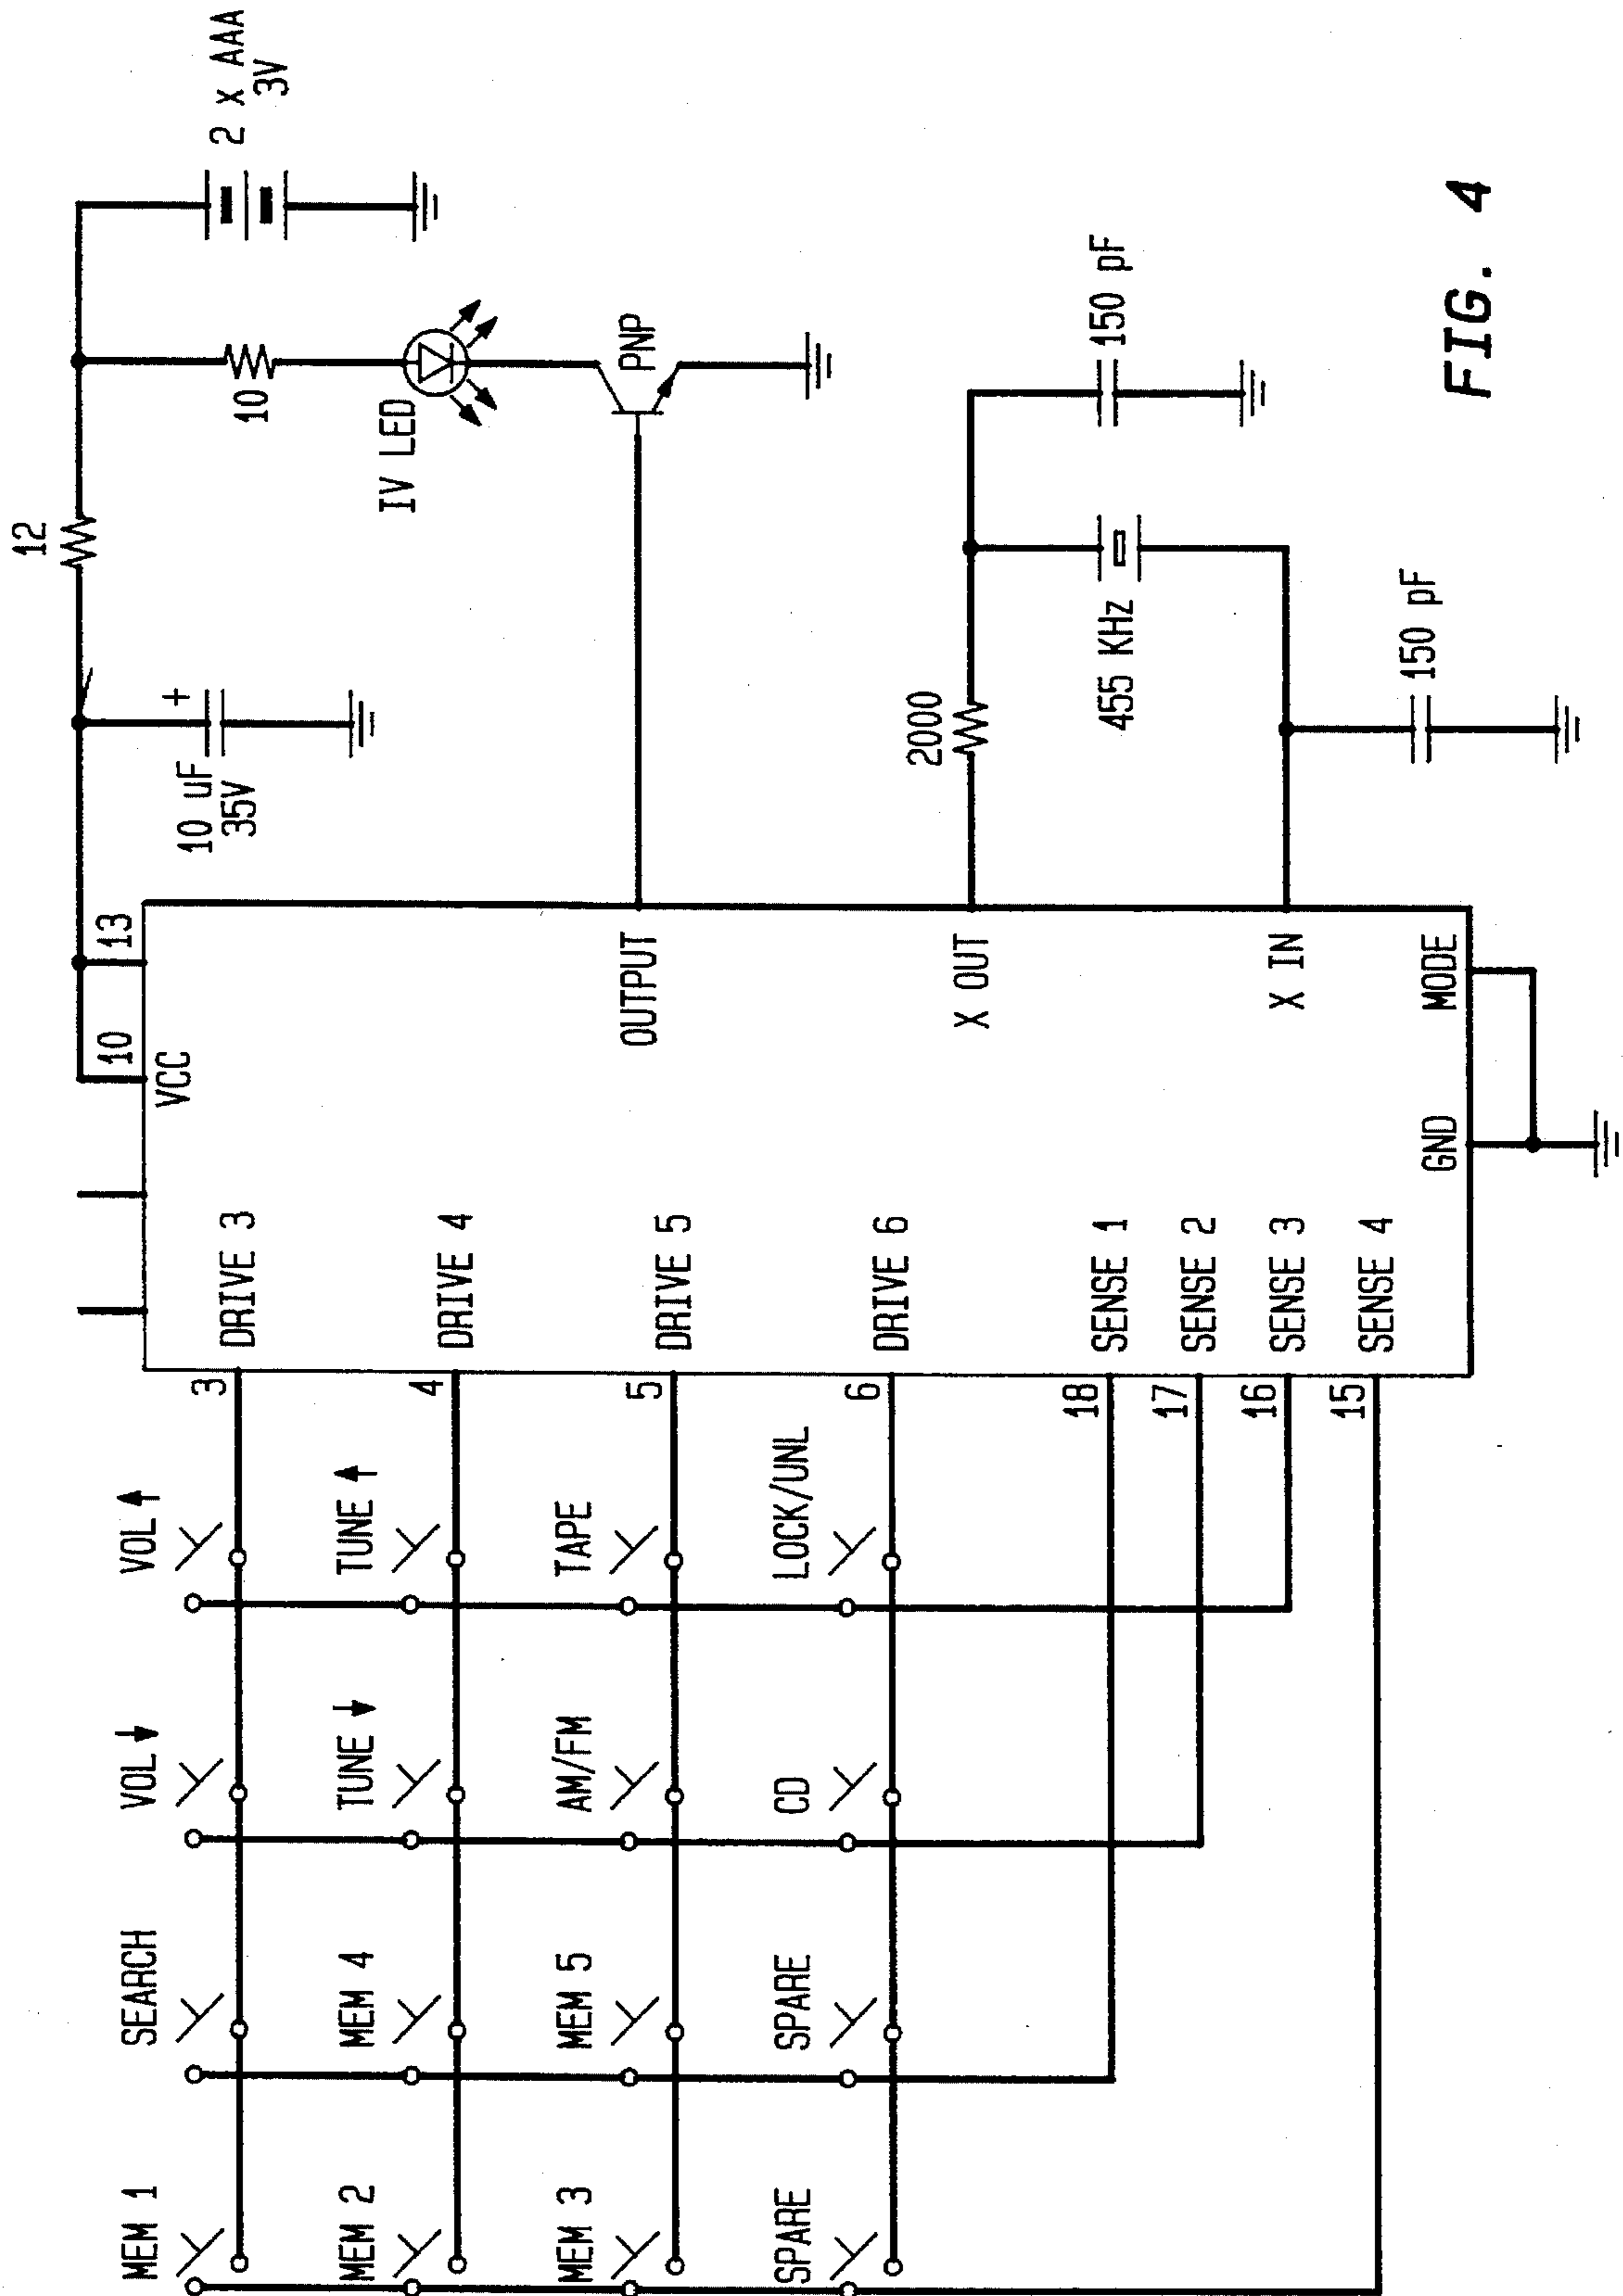 MEM 1
SEARCH
VOL ↓
VOL ↑
MEM 2
MEM 4
TUNE ↓
TUNE ↑
MEM 3
MEM 5
AM/FM
TAPE
SPARE
SPARE
CD
LOCK/UNL
3
DRIVE 3
4
DRIVE 4
5
DRIVE 5
6
DRIVE 6
18
SENSE 1
17
SENSE 2
16
SENSE 3
15
SENSE 4
10
13
VCC
OUTPUT
X OUT
X IN
GND
MODE
10 uF
35V
+
12
2 x AAA
3V
10
IV LED
PNP
2000
455 KHz
150 pF
150 pF
FIG. 4